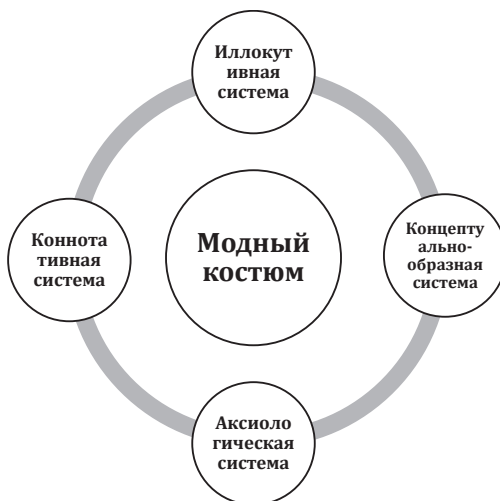 Иллокут
ивная
система
Коннота
тивная
система
Модный
костюм
Концепту
ально-
образная
система
Аксиоло
гическая
система